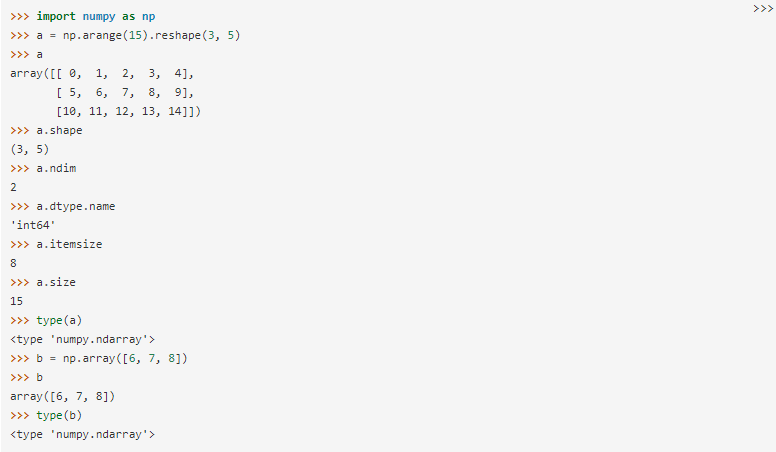 >>> import numpy as np
>>> a = np.arange(15).reshape(3, 5)
>>> a
array([[ 0,  1,  2,  3,  4],
       [ 5,  6,  7,  8,  9],
       [10, 11, 12, 13, 14]])
>>> a.shape
(3, 5)
>>> a.ndim
2
>>> a.dtype.name
'int64'
>>> a.itemsize
8
>>> a.size
15
>>> type(a)
<type 'numpy.ndarray'>
>>> b = np.array([6, 7, 8])
>>> b
array([6, 7, 8])
>>> type(b)
<type 'numpy.ndarray'>
>>>